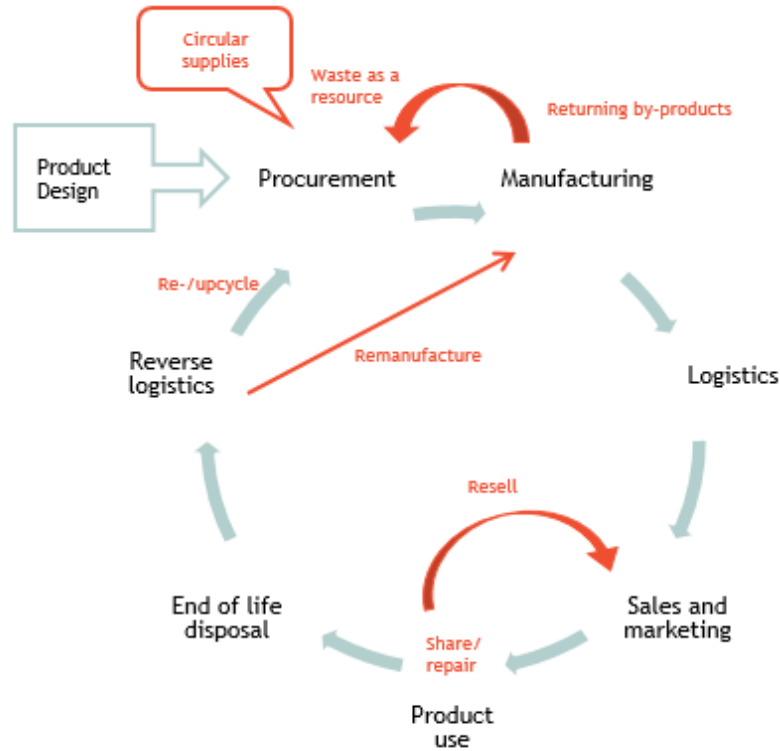 Circular
supplies
Waste as a
resource
Returning by-products
Product
Design
Procurement
Manufacturing
Re-/upcycle
Remanufacture
Reverse
logistics
Logistics
Resell
End of life
disposal
Share/
repair
Sales and
marketing
Product
use